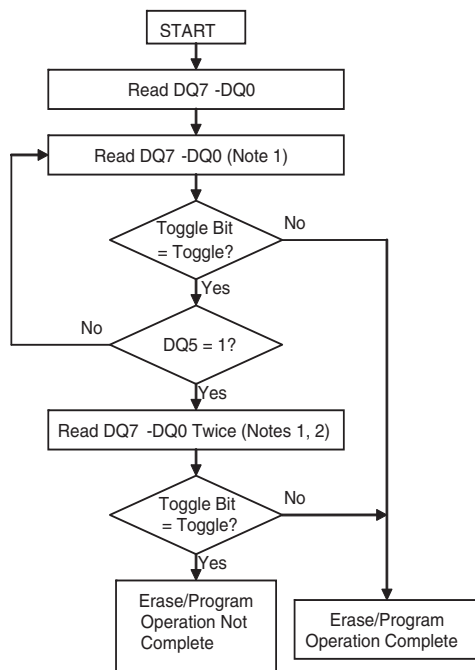 START
Read DQ7 -DQ0
Read DQ7 -DQ0 (Note 1)
Toggle Bit
= Toggle?
No
Yes
No
DQ5 = 1?
Yes
Read DQ7 -DQ0 Twice (Notes 1, 2)
Toggle Bit
= Toggle?
No
Yes
Erase/Program
Operation Not
Complete
Erase/Program
Operation Complete